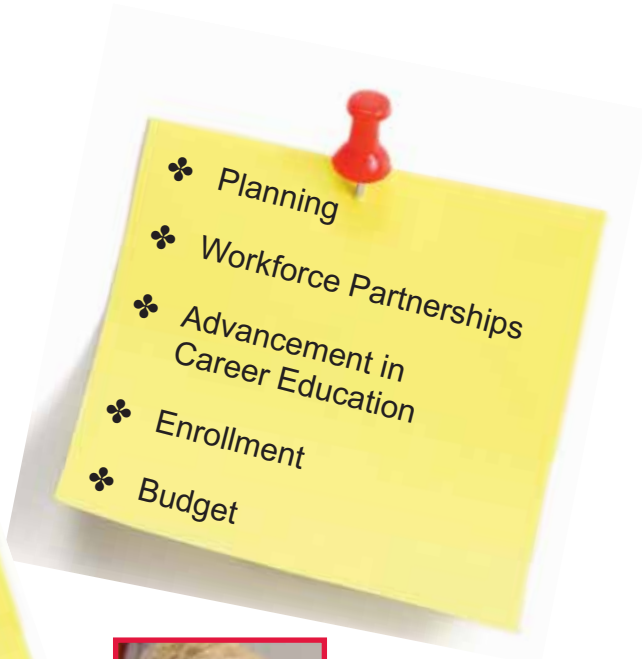 ✤ Planning
✤ Workforce Partnerships
✤ Advancement in
Career Education
✤ Enrollment
✤ Budget